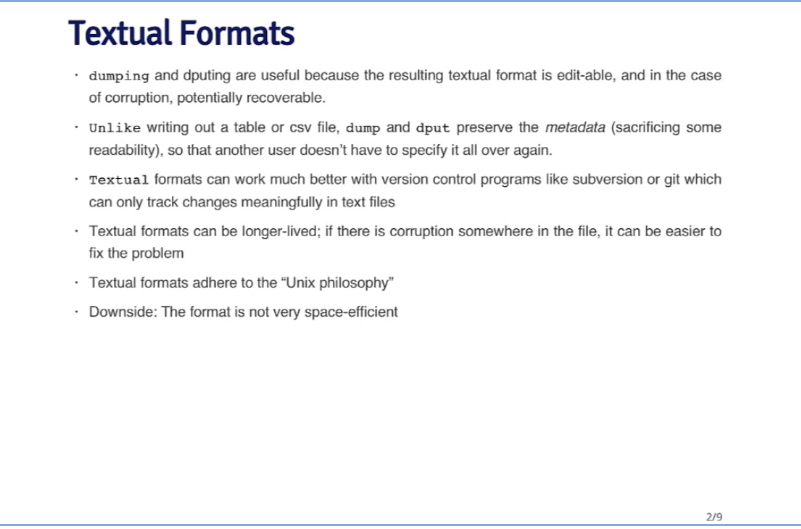 Textual Formats
· dumping and dputing are useful because the resulting textual format is edit-able, and in the case
of corruption, potentially recoverable.
· Unlike writing out a table or csv file, dump and dput preserve the metadata (sacrificing some
readability), so that another user doesn't have to specify it all over again.
· Textual formats can work much better with version control programs like subversion or git which
can only track changes meaningfully in text files
· Textual formats can be longer-lived; if there is corruption somewhere in the file, it can be easier to
fix the problem
· Textual formats adhere to the “Unix philosophy”
· Downside: The format is not very space-efficient
2/9